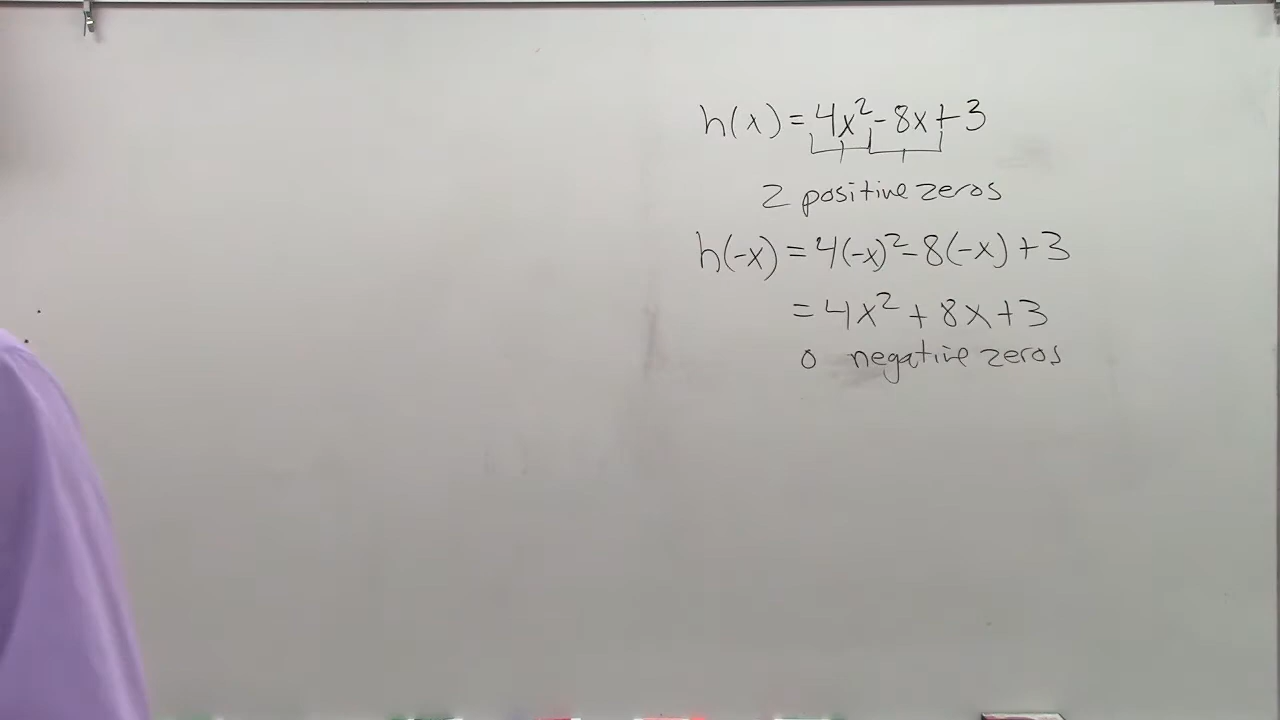 h(x) = 4x² - 8x + 3
2 positive zeros
h(-x) = 4(-x)² - 8(-x) + 3
= 4x² + 8x + 3
0 negative zeros